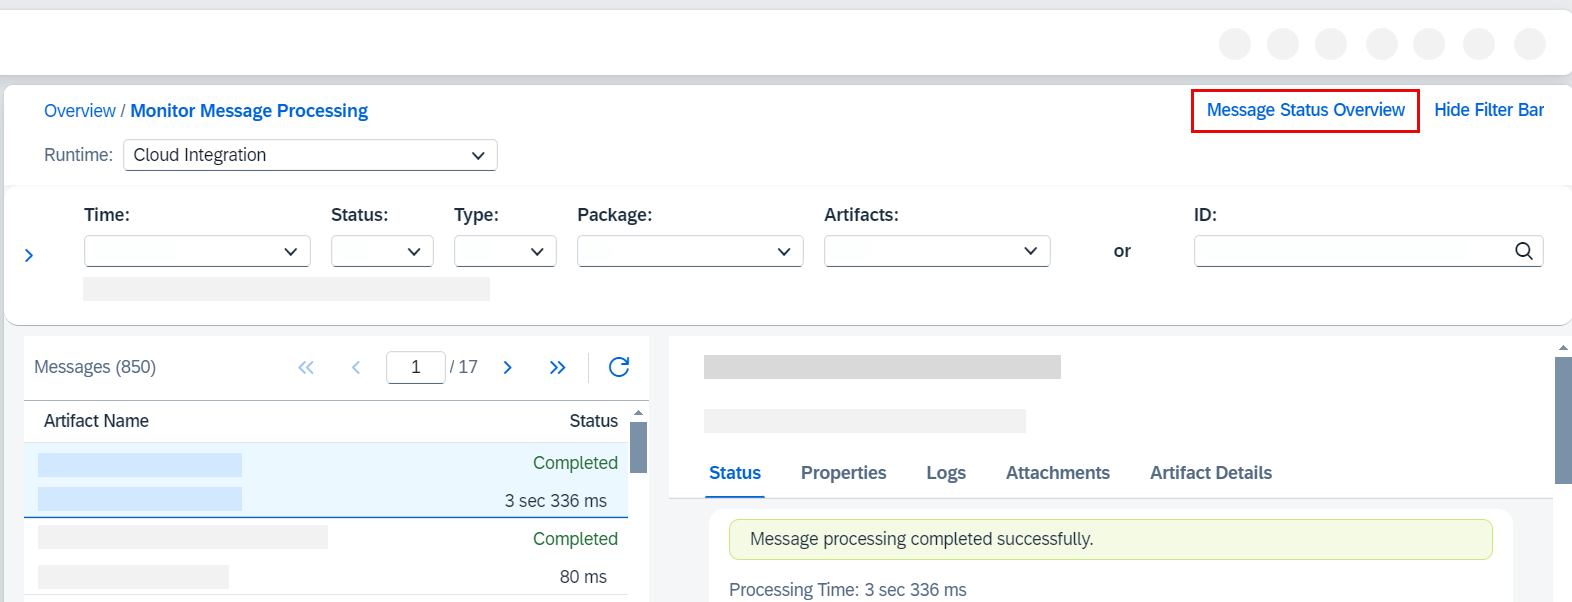 Overview / Monitor Message Processing
Message Status Overview
Hide Filter Bar
Runtime: Cloud Integration
Time: Status: Type: Package: Artifacts: ID:
or
Messages (850) 1 / 17
Artifact Name Status
Completed
3 sec 336 ms
Completed
80 ms
Status Properties Logs Attachments Artifact Details
Message processing completed successfully.
Processing Time: 3 sec 336 ms